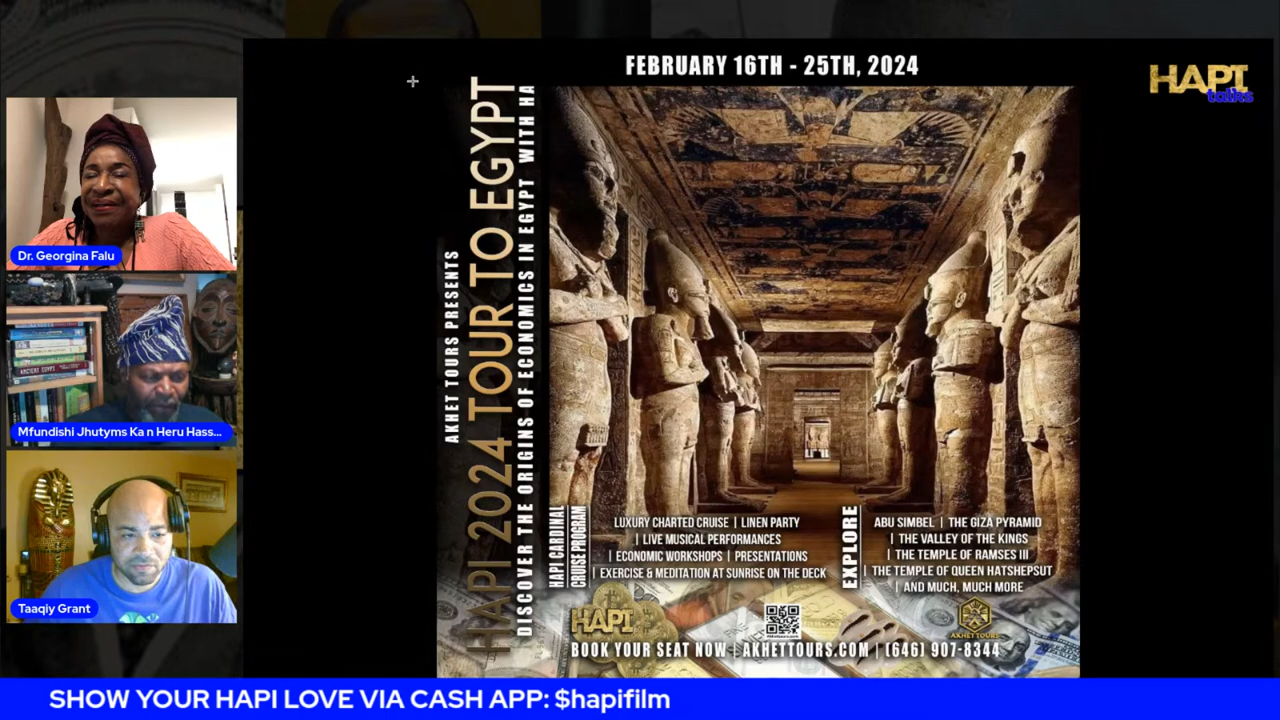 FEBRUARY 16TH - 25TH, 2024
HAPI
talks
AKHET TOURS PRESENTS
HAPI 2024 TOUR TO EGYPT
DISCOVER THE ORIGINS OF ECONOMICS IN EGYPT WITH HA
Dr. Georgina Falu
ANCIENT EGYPT
Mfundishi Jhutyms Ka n Heru Hass...
Taaqiy Grant
HAPI CARDINAL
CRUISE PROGRAM
LUXURY CHARTED CRUISE | LINEN PARTY
| LIVE MUSICAL PERFORMANCES
| ECONOMIC WORKSHOPS | PRESENTATIONS
| EXERCISE & MEDITATION AT SUNRISE ON THE DECK
EXPLORE
ABU SIMBEL | THE GIZA PYRAMID
| THE VALLEY OF THE KINGS
| THE TEMPLE OF RAMSES III
| THE TEMPLE OF QUEEN HATSHEPSUT
| AND MUCH, MUCH MORE
HAPI
AKHET TOURS
BOOK YOUR SEAT NOW | AKHETTOURS.COM | (646) 907-8344
SHOW YOUR HAPI LOVE VIA CASH APP: $hapifilm